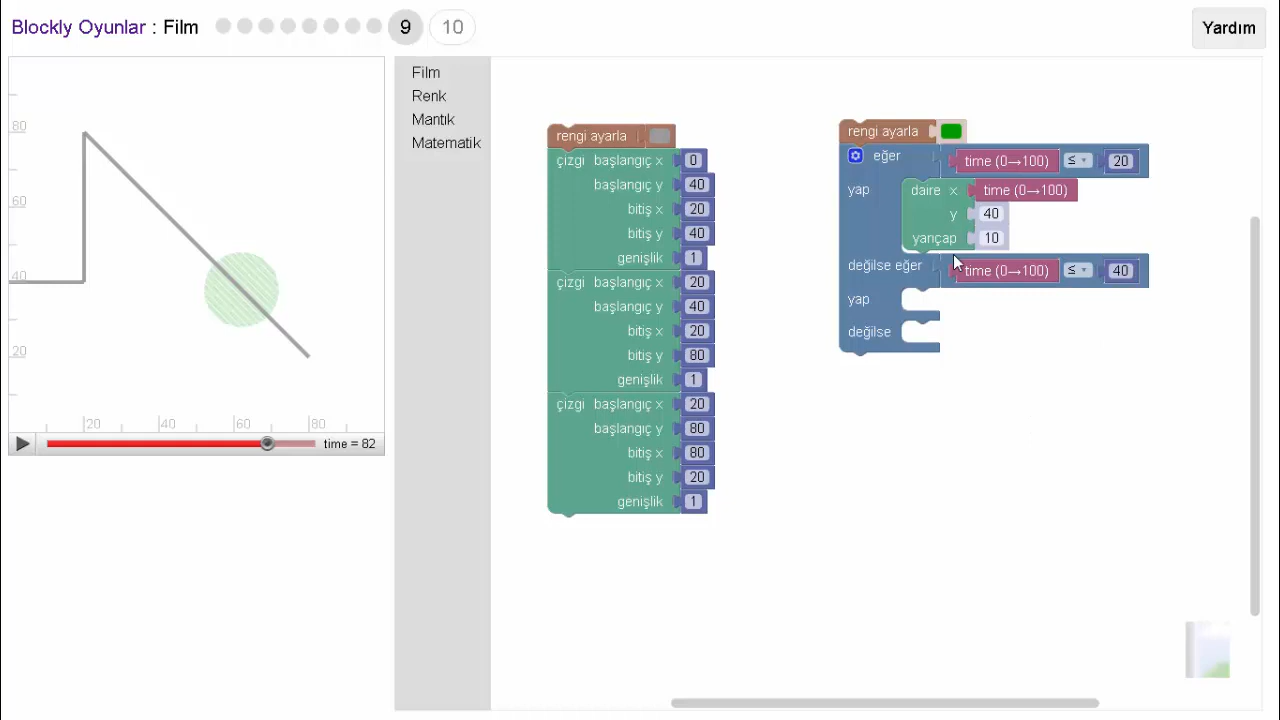 Blockly Oyunlar : Film
9
10
Yardım
80
60
40
20
20
40
60
80
time = 82
Film
Renk
Mantık
Matematik
rengi ayarla
çizgi başlangıç x 0
başlangıç y 40
bitiş x 20
bitiş y 40
genişlik 1
çizgi başlangıç x 20
başlangıç y 40
bitiş x 20
bitiş y 80
genişlik 1
çizgi başlangıç x 20
başlangıç y 80
bitiş x 80
bitiş y 20
genişlik 1
rengi ayarla
eğer time (0→100) ≤ 20
yap daire x time (0→100)
y 40
yarıçap 10
değilse eğer time (0→100) ≤ 40
yap
değilse